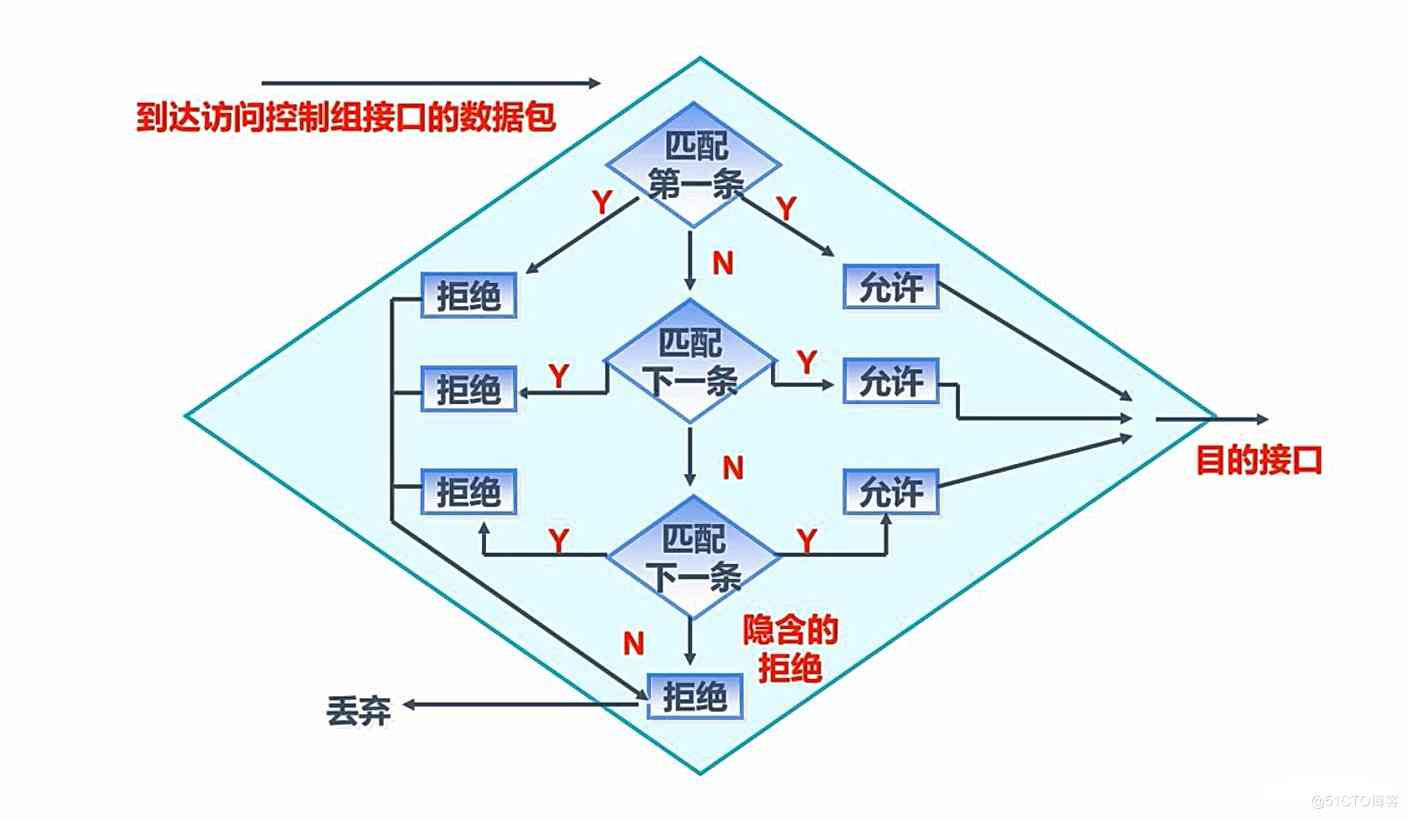 到达访问控制组接口的数据包
匹配
第一条
Y
Y
N
拒绝
允许
匹配
下一条
Y
Y
拒绝
允许
N
目的接口
拒绝
允许
匹配
下一条
Y
Y
N
隐含的
拒绝
拒绝
丢弃
@51CTO博客